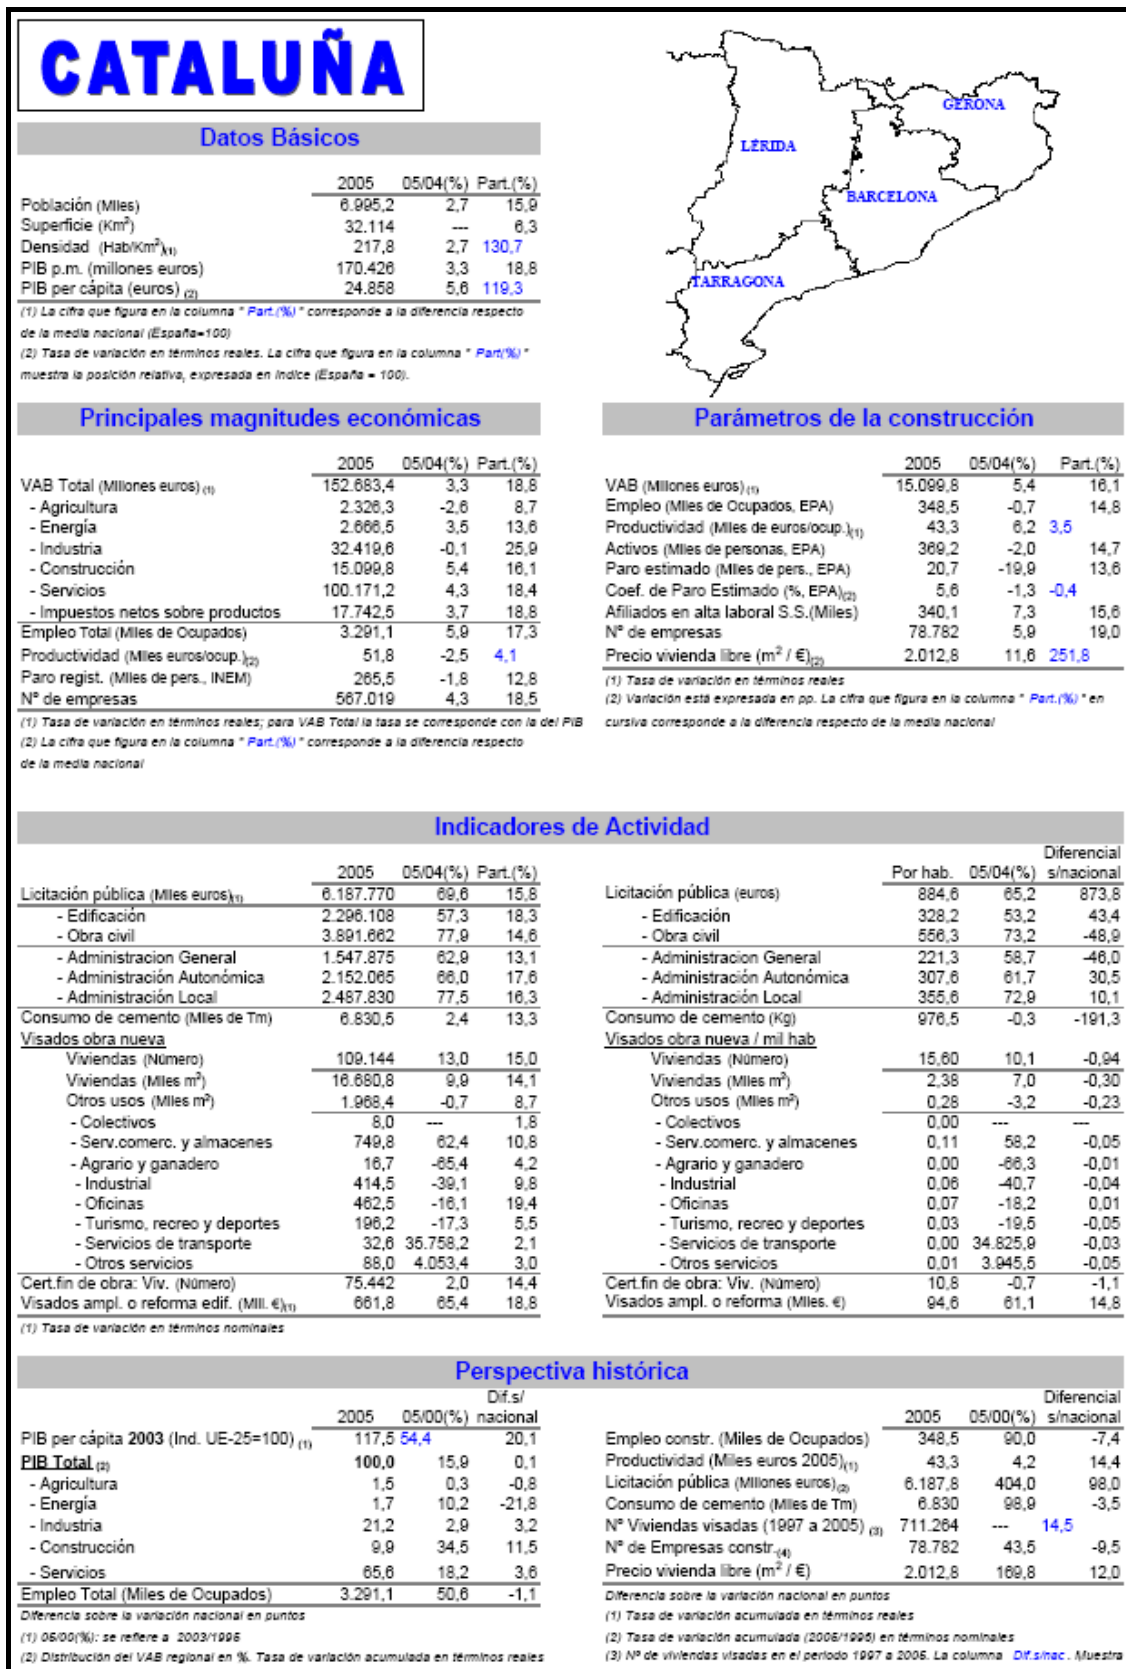 CATALUÑA
GERONA
LÉRIDA
BARCELONA
TARRAGONA
Datos Básicos
2005 05/04(%) Part.(%)
Población (Miles) 6.995,2 2,7 15,9
Superficie (Km²) 32.114 --- 6,3
Densidad (Hab/Km²)(1) 217,8 2,7 130,7
PIB p.m. (millones euros) 170.426 3,3 18,8
PIB per cápita (euros) (2) 24.858 5,6 119,3
(1) La cifra que figura en la columna " Part.(%) " corresponde a la diferencia respecto
de la media nacional (España=100)
(2) Tasa de variación en términos reales. La cifra que figura en la columna " Part(%) "
muestra la posición relativa, expresada en índice (España = 100).
Principales magnitudes económicas
2005 05/04(%) Part.(%)
VAB Total (Millones euros) (1) 152.683,4 3,3 18,8
- Agricultura 2.326,3 -2,6 8,7
- Energía 2.666,5 3,5 13,6
- Industria 32.419,6 -0,1 25,9
- Construcción 15.099,8 5,4 16,1
- Servicios 100.171,2 4,3 18,4
- Impuestos netos sobre productos 17.742,5 3,7 18,8
Empleo Total (Miles de Ocupados) 3.291,1 5,9 17,3
Productividad (Miles euros/ocup.)(2) 51,8 -2,5 4,1
Paro regist. (Miles de pers., INEM) 265,5 -1,8 12,8
Nº de empresas 567.019 4,3 18,5
(1) Tasa de variación en términos reales; para VAB Total la tasa se corresponde con la del PIB
(2) La cifra que figura en la columna " Part.(%) " corresponde a la diferencia respecto
de la media nacional
Parámetros de la construcción
2005 05/04(%) Part.(%)
VAB (Millones euros)(1) 15.099,8 5,4 16,1
Empleo (Miles de Ocupados, EPA) 348,5 -0,7 14,8
Productividad (Miles de euros/ocup.)(1) 43,3 6,2 3,5
Activos (Miles de personas, EPA) 369,2 -2,0 14,7
Paro estimado (Miles de pers., EPA) 20,7 -19,9 13,6
Coef. de Paro Estimado (%, EPA)(2) 5,6 -1,3 -0,4
Afiliados en alta laboral S.S.(Miles) 340,1 7,3 15,6
Nº de empresas 78.782 5,9 19,0
Precio vivienda libre (m² / €)(2) 2.012,8 11,6 251,8
(1) Tasa de variación en términos reales
(2) Variación está expresada en pp. La cifra que figura en la columna " Part.(%) " en
cursiva corresponde a la diferencia respecto de la media nacional
Indicadores de Actividad
2005 05/04(%) Part.(%)
Licitación pública (Miles euros)(1) 6.187.770 69,6 15,8
- Edificación 2.296.108 57,3 18,3
- Obra civil 3.891.662 77,9 14,6
- Administración General 1.547.875 62,9 13,1
- Administración Autonómica 2.152.065 66,0 17,6
- Administración Local 2.487.830 77,5 16,3
Consumo de cemento (Miles de Tm) 6.830,5 2,4 13,3
Visados obra nueva
Viviendas (Número) 109.144 13,0 15,0
Viviendas (Miles m²) 16.680,8 9,9 14,1
Otros usos (Miles m²) 1.968,4 -0,7 8,7
- Colectivos 8,0 --- 1,8
- Serv.comerc. y almacenes 749,8 62,4 10,8
- Agrario y ganadero 16,7 -65,4 4,2
- Industrial 414,5 -39,1 9,8
- Oficinas 462,5 -16,1 19,4
- Turismo, recreo y deportes 196,2 -17,3 5,5
- Servicios de transporte 32,6 35.758,2 2,1
- Otros servicios 88,0 4.053,4 3,0
Cert.fin de obra: Viv. (Número) 75.442 2,0 14,4
Visados ampl. o reforma edif. (Mill. €)(1) 661,8 65,4 18,8
(1) Tasa de variación en términos nominales
Diferencial
Por hab. 05/04(%) s/nacional
Licitación pública (euros) 884,6 65,2 873,8
- Edificación 328,2 53,2 43,4
- Obra civil 556,3 73,2 -48,9
- Administracion General 221,3 58,7 -46,0
- Administración Autonómica 307,6 61,7 30,5
- Administración Local 355,6 72,9 10,1
Consumo de cemento (Kg) 976,5 -0,3 -191,3
Visados obra nueva / mil hab
Viviendas (Número) 15,60 10,1 -0,94
Viviendas (Miles m²) 2,38 7,0 -0,30
Otros usos (Miles m²) 0,28 -3,2 -0,23
- Colectivos 0,00 --- ---
- Serv.comerc. y almacenes 0,11 58,2 -0,05
- Agrario y ganadero 0,00 -66,3 -0,01
- Industrial 0,06 -40,7 -0,04
- Oficinas 0,07 -18,2 0,01
- Turismo, recreo y deportes 0,03 -19,5 -0,05
- Servicios de transporte 0,00 34.825,9 -0,03
- Otros servicios 0,01 3.945,5 -0,05
Cert.fin de obra: Viv. (Número) 10,8 -0,7 -1,1
Visados ampl. o reforma (Miles. €) 94,6 61,1 14,8
Perspectiva histórica
Dif.s/
2005 05/00(%) nacional
PIB per cápita 2003 (Ind. UE-25=100) (1) 117,5 54,4 20,1
PIB Total (2) 100,0 15,9 0,1
- Agricultura 1,5 0,3 -0,8
- Energía 1,7 10,2 -21,8
- Industria 21,2 2,9 3,2
- Construcción 9,9 34,5 11,5
- Servicios 65,6 18,2 3,6
Empleo Total (Miles de Ocupados) 3.291,1 50,6 -1,1
Diferencia sobre la variación nacional en puntos
(1) 05/00(%): se refiere a 2003/1995
(2) Distribución del VAB regional en %. Tasa de variación acumulada en términos reales
Diferencial
2005 05/00(%) s/nacional
Empleo constr. (Miles de Ocupados) 348,5 90,0 -7,4
Productividad (Miles euros 2005)(1) 43,3 4,2 14,4
Licitación pública (Millones euros)(2) 6.187,8 404,0 98,0
Consumo de cemento (Miles de Tm) 6.830 98,9 -3,5
Nº Viviendas visadas (1997 a 2005) (3) 711.264 --- 14,5
Nº de Empresas constr.(4) 78.782 43,5 -9,5
Precio vivienda libre (m² / €) 2.012,8 169,8 12,0
Diferencia sobre la variación nacional en puntos
(1) Tasa de variación acumulada en términos reales
(2) Tasa de variación acumulada (2005/1996) en términos nominales
(3) Nº de viviendas visadas en el periodo 1997 a 2005. La columna Dif.s/nac. Muestra